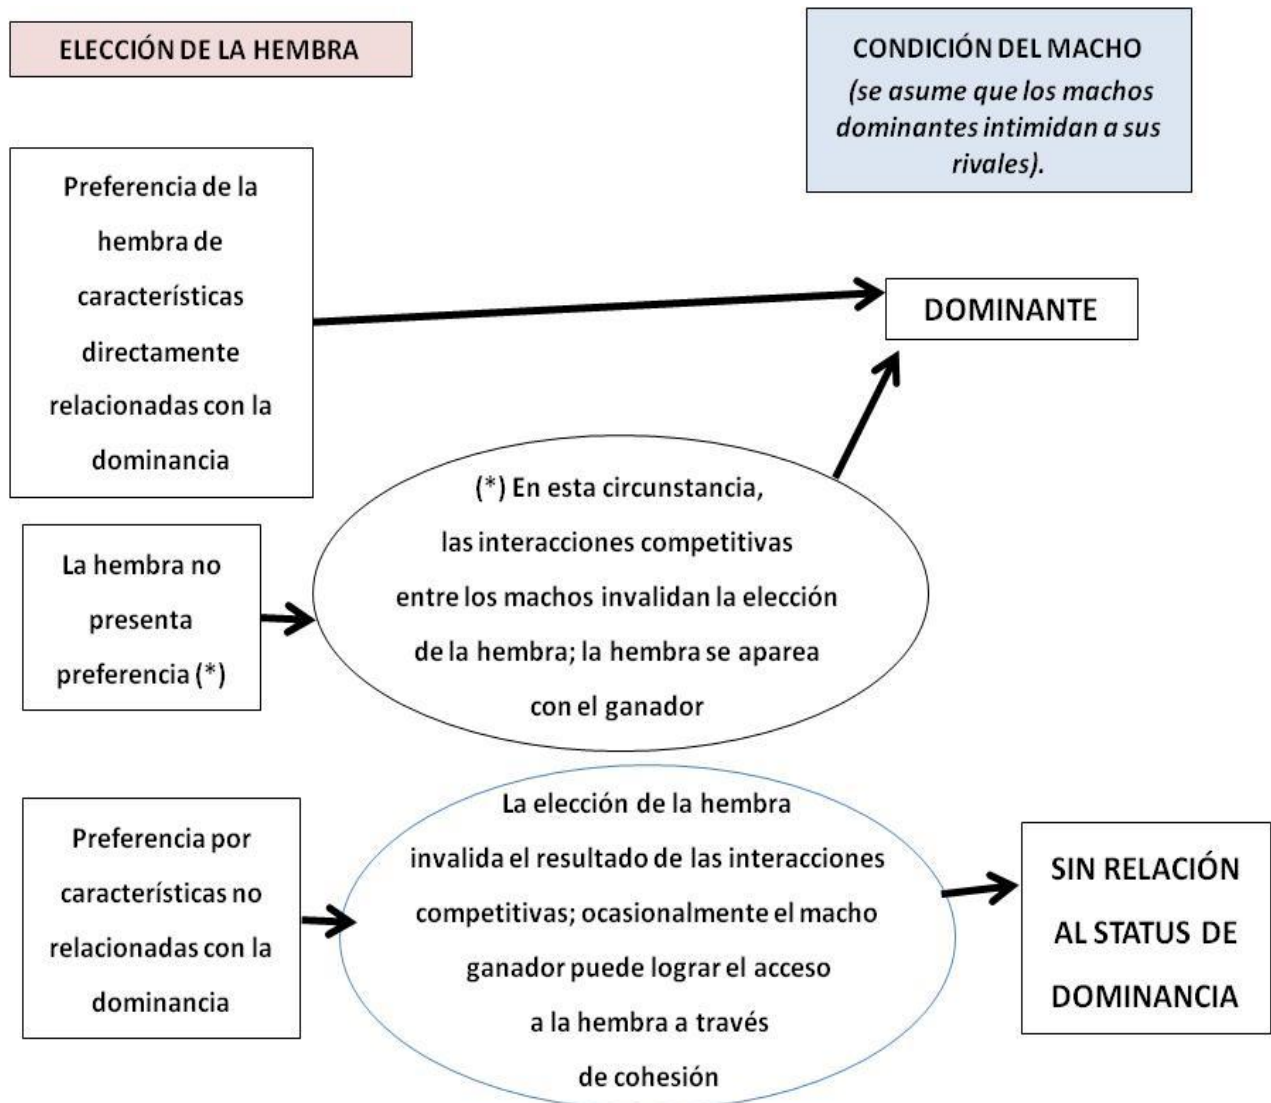 ELECCIÓN DE LA HEMBRA
CONDICIÓN DEL MACHO
(se asume que los machos
dominantes intimidan a sus
rivales).
Preferencia de la
hembra de
características
directamente
relacionadas con la
dominancia
DOMINANTE
(*) En esta circunstancia,
las interacciones competitivas
entre los machos invalidan la elección
de la hembra; la hembra se aparea
con el ganador
La hembra no
presenta
preferencia (*)
Preferencia por
características no
relacionadas con la
dominancia
La elección de la hembra
invalida el resultado de las interacciones
competitivas; ocasionalmente el macho
ganador puede lograr el acceso
a la hembra a través
de cohesión
SIN RELACIÓN
AL STATUS DE
DOMINANCIA